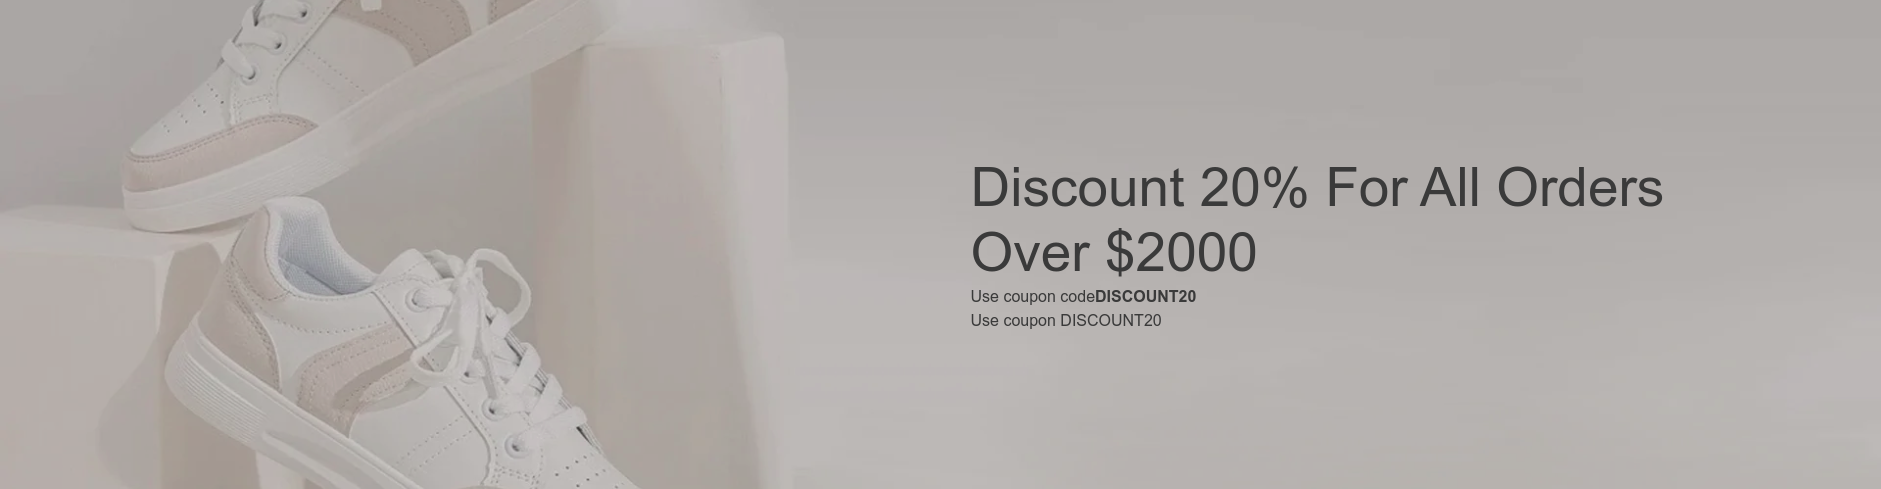 Discount 20% For All Orders
Over $2000
Use coupon codeDISCOUNT20
Use coupon DISCOUNT20